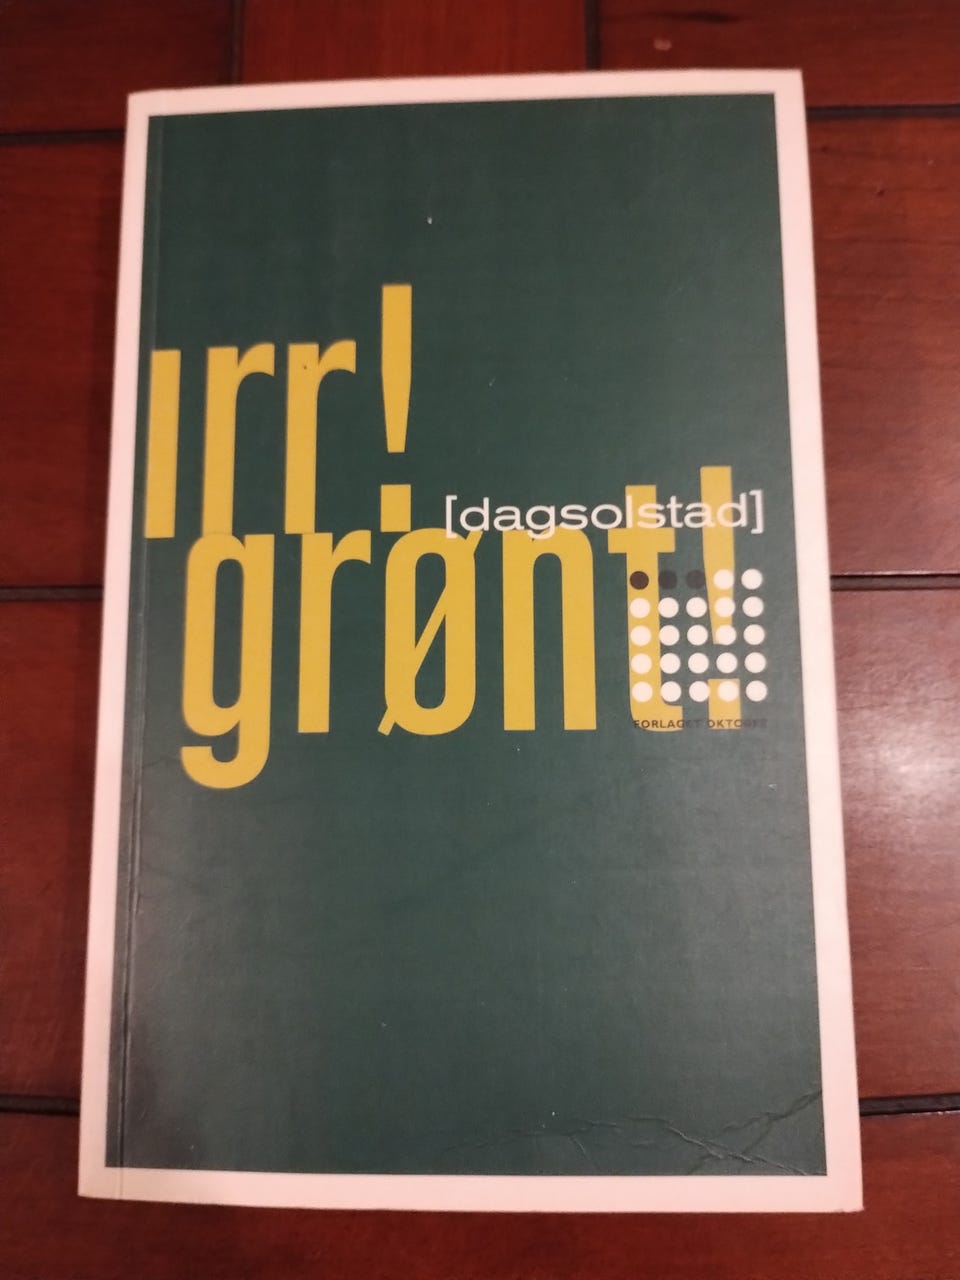 irr!
[dagsolstad]
grønt!
FORLAGET OKTOBER